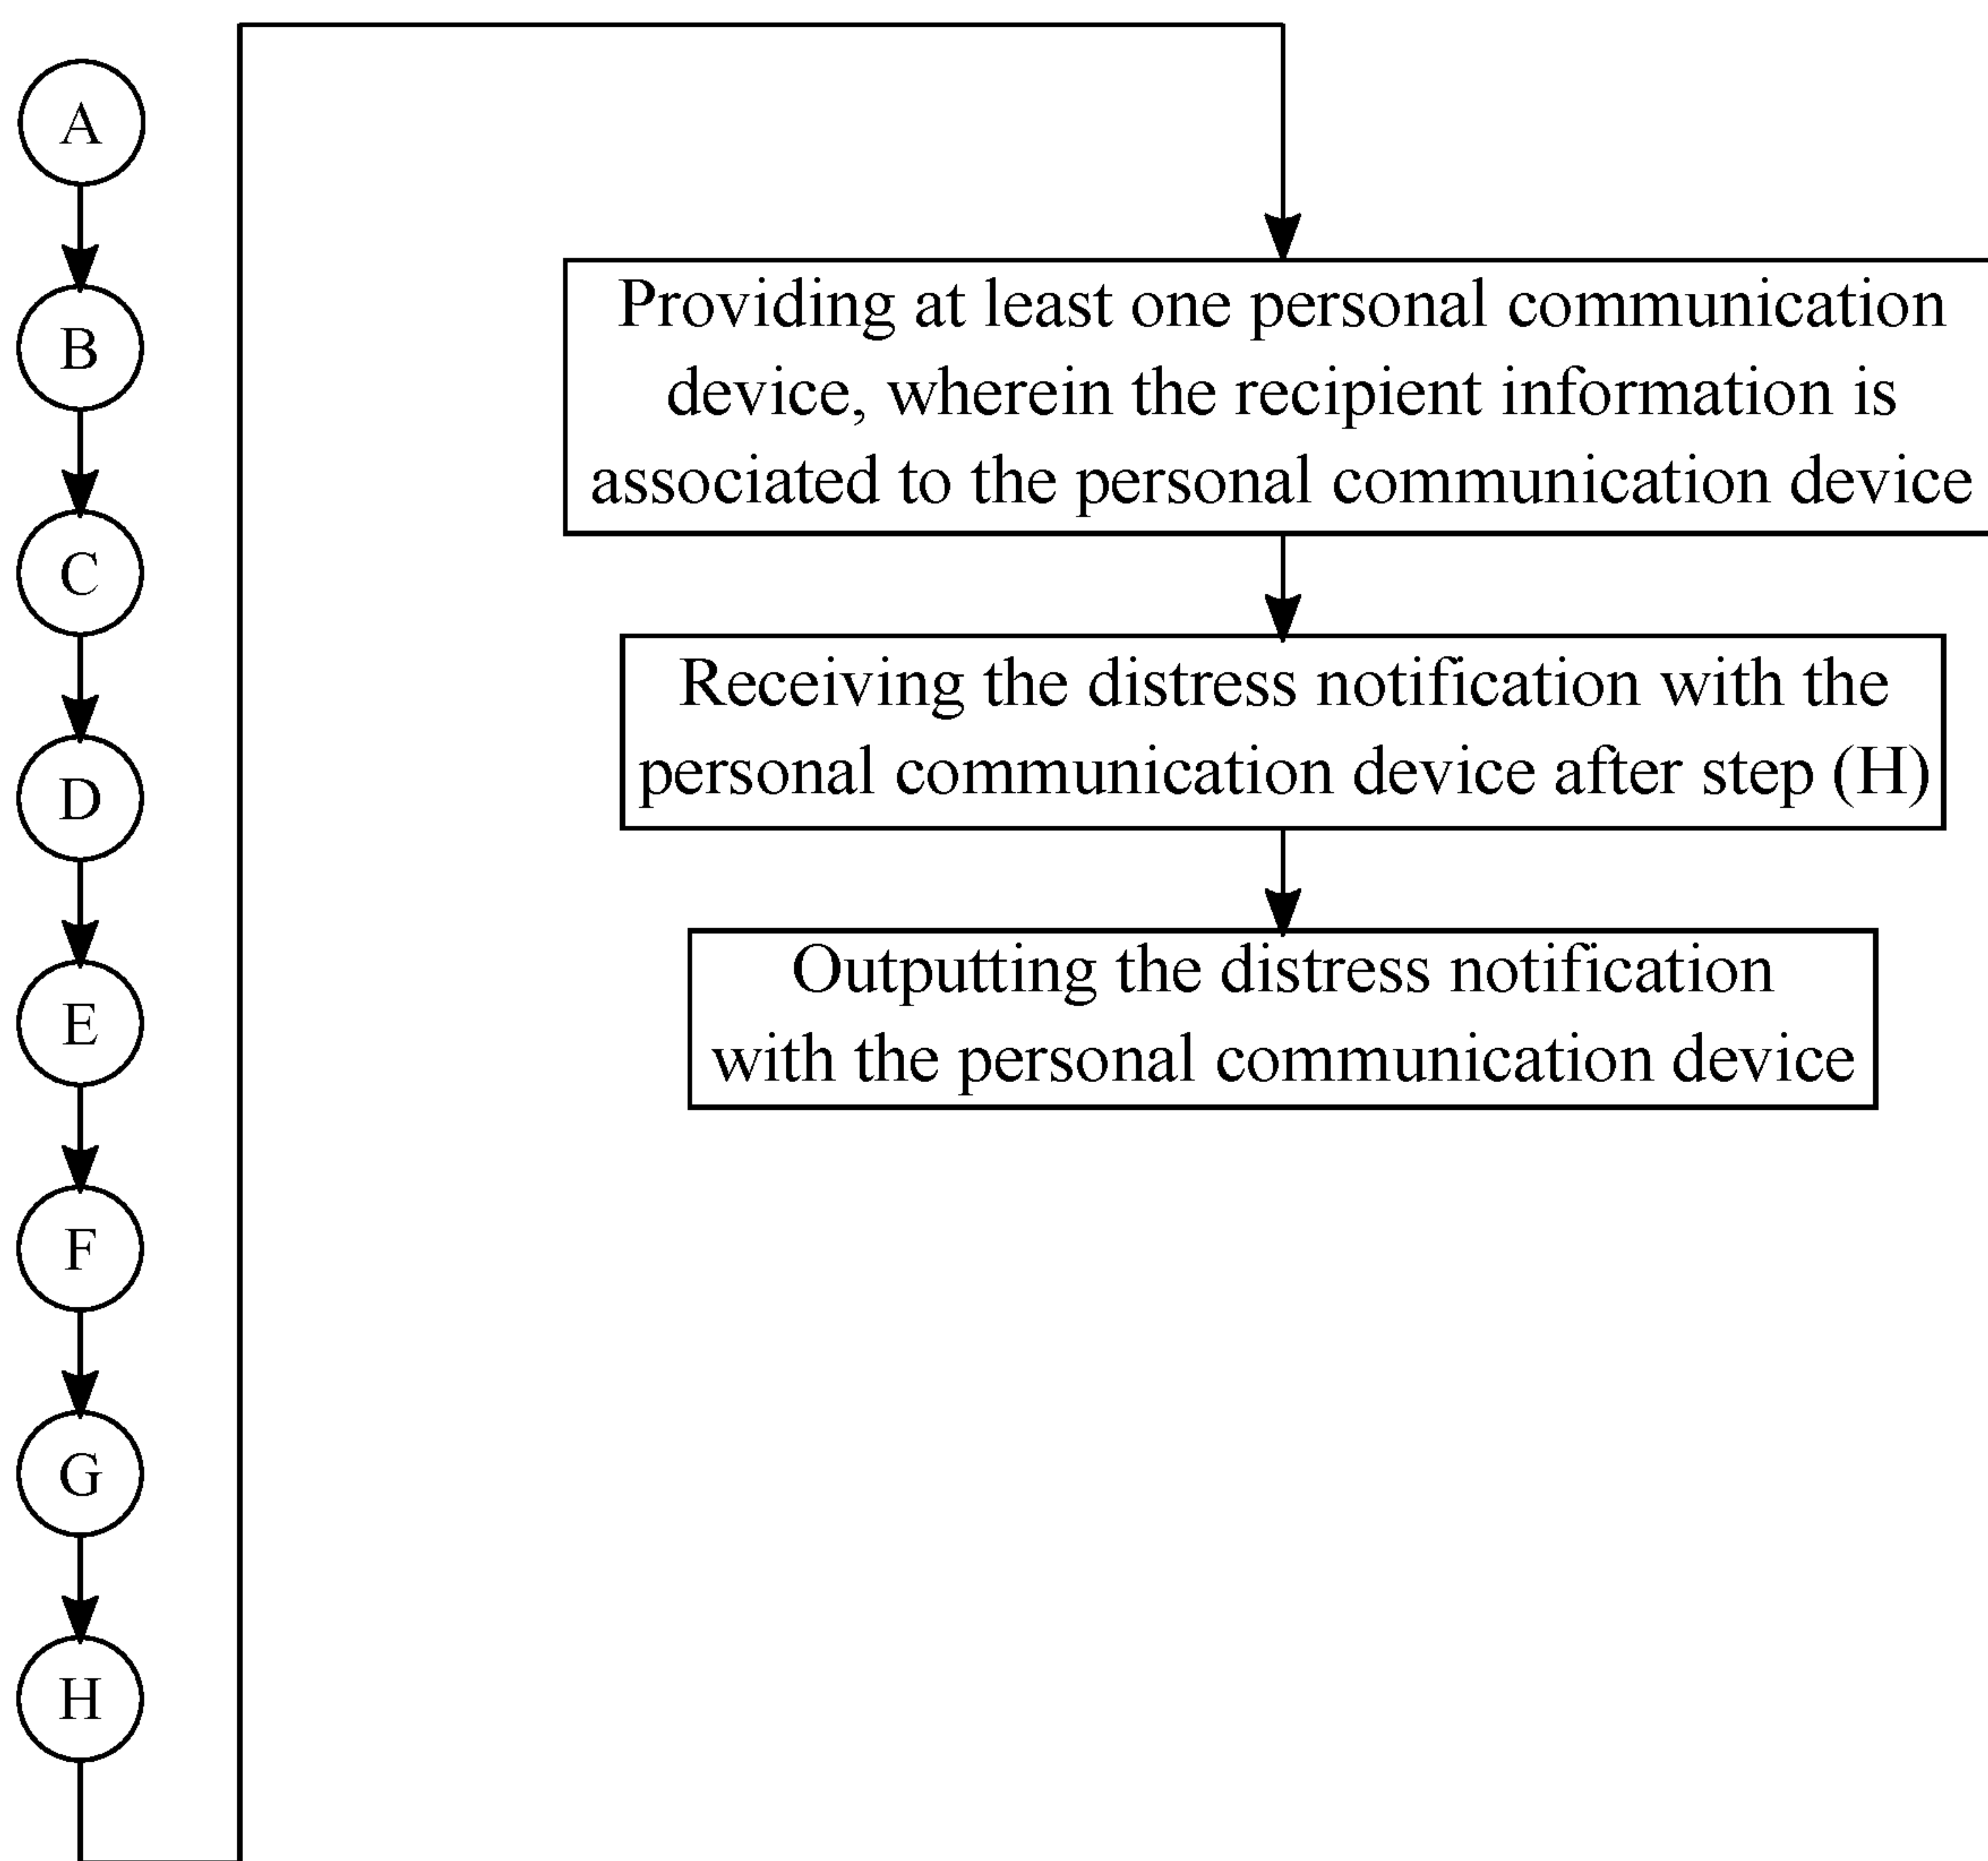 A
B
C
D
E
F
G
H
Providing at least one personal communication
device, wherein the recipient information is
associated to the personal communication device
Receiving the distress notification with the
personal communication device after step (H)
Outputting the distress notification
with the personal communication device